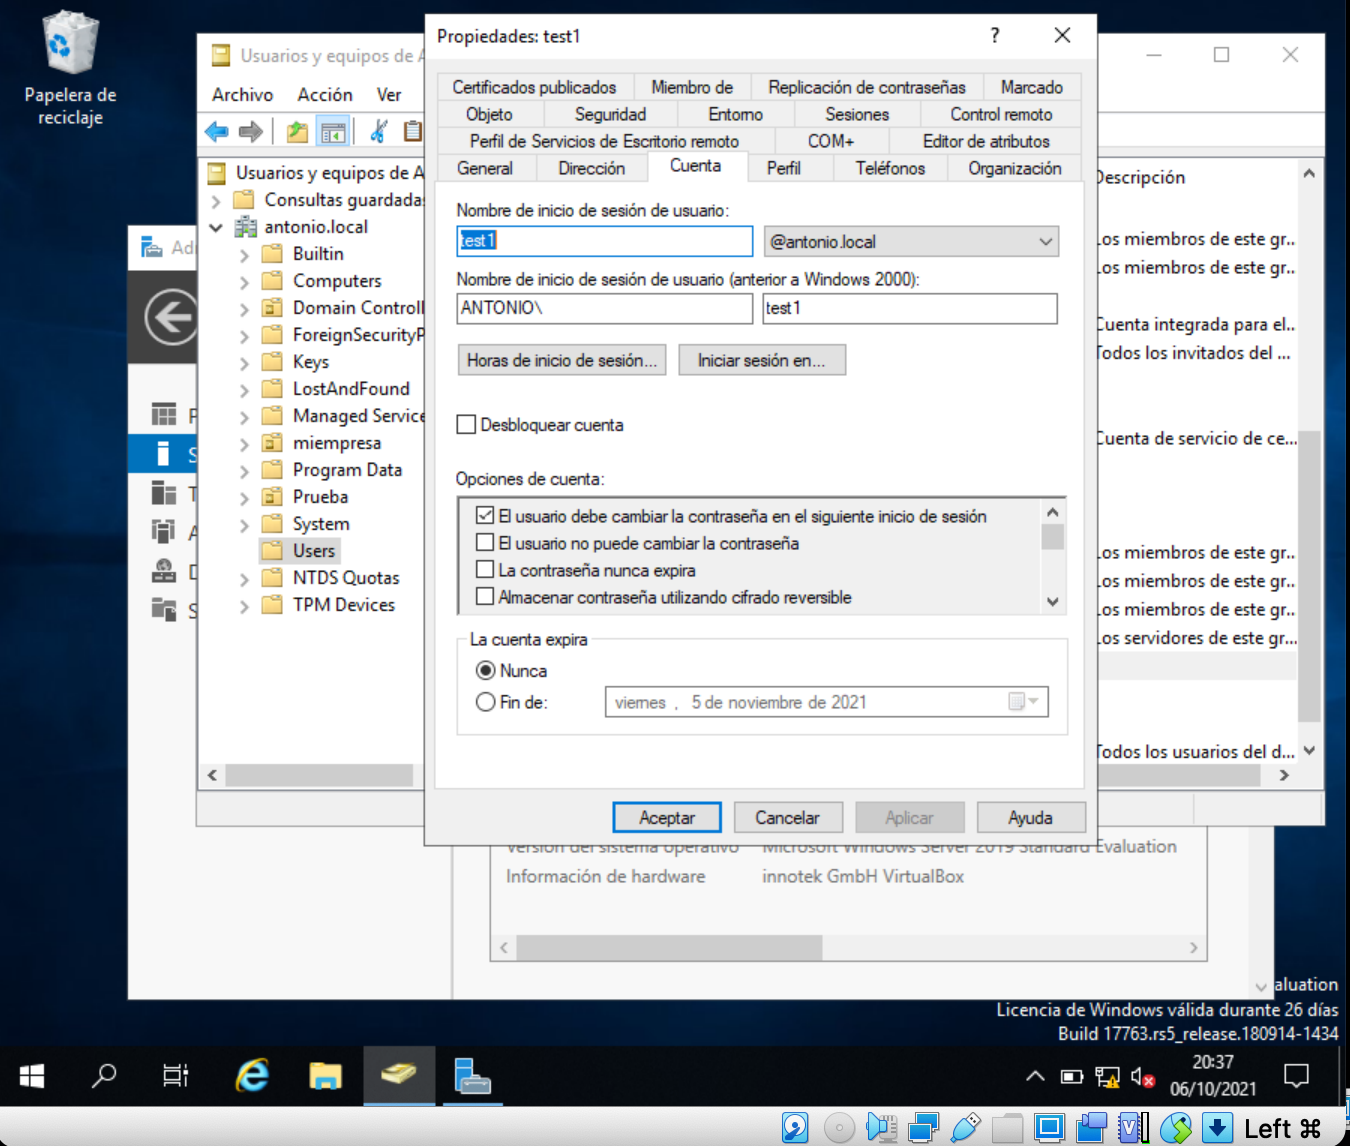 Papelera de
reciclaje
Usuarios y equipos de A
Archivo Acción Ver
Usuarios y equipos de A
Consultas guardadas
antonio.local
Builtin
Computers
Domain Controll
ForeignSecurityP
Keys
LostAndFound
Managed Service
miempresa
Program Data
Prueba
System
Users
NTDS Quotas
TPM Devices
Propiedades: test1
?
Certificados publicados Miembro de Replicación de contraseñas Marcado
Objeto Seguridad Entorno Sesiones Control remoto
Perfil de Servicios de Escritorio remoto COM+ Editor de atributos
General Dirección Cuenta Perfil Teléfonos Organización
Nombre de inicio de sesión de usuario:
test1 @antonio.local
Nombre de inicio de sesión de usuario (anterior a Windows 2000):
ANTONIO\ test1
Horas de inicio de sesión... Iniciar sesión en...
Desbloquear cuenta
Opciones de cuenta:
El usuario debe cambiar la contraseña en el siguiente inicio de sesión
El usuario no puede cambiar la contraseña
La contraseña nunca expira
Almacenar contraseña utilizando cifrado reversible
La cuenta expira
Nunca
Fin de: viernes , 5 de noviembre de 2021
Aceptar Cancelar Aplicar Ayuda
Descripción
Los miembros de este gr...
Los miembros de este gr...
Cuenta integrada para el...
Todos los invitados del ...
Cuenta de servicio de ce...
Los miembros de este gr...
Los miembros de este gr...
Los miembros de este gr...
Los servidores de este gr...
Todos los usuarios del d...
Ad
P
S
T
A
D
S
Versión del sistema operativo Microsoft Windows Server 2019 Standard Evaluation
Información de hardware innotek GmbH VirtualBox
aluation
Licencia de Windows válida durante 26 días
Build 17763.rs5_release.180914-1434
20:37
06/10/2021
Left ⌘